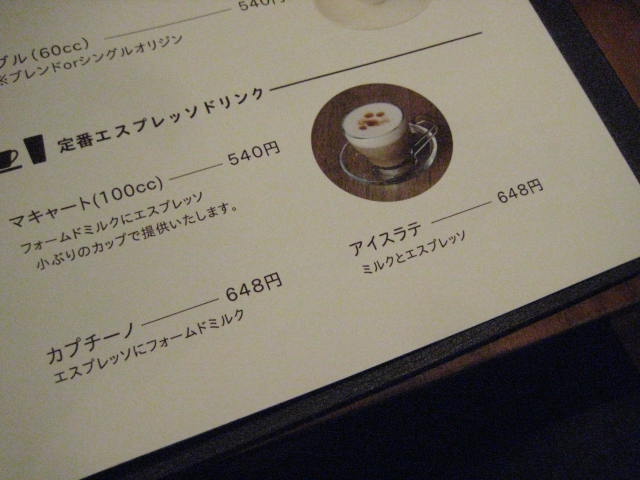 ブル(60cc) 540円
※ブレンドorシングルオリジン
定番エスプレッソドリンク
マキャート(100cc) 540円
フォームドミルクにエスプレッソ
小ぶりのカップで提供いたします。
カプチーノ 648円
エスプレッソにフォームドミルク
アイスラテ 648円
ミルクとエスプレッソ